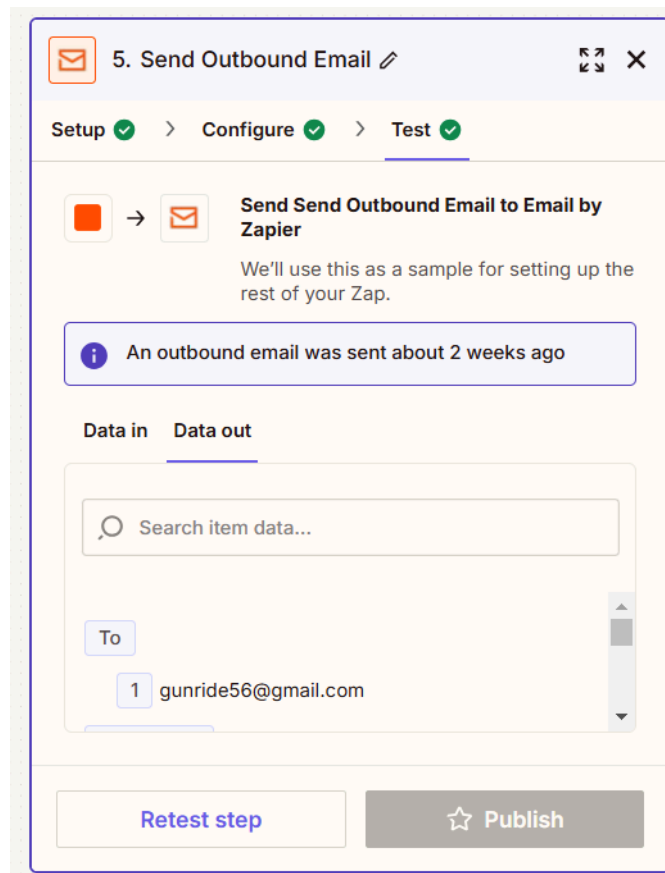 5. Send Outbound Email
Setup > Configure > Test
Send Send Outbound Email to Email by
Zapier
We'll use this as a sample for setting up the
rest of your Zap.
An outbound email was sent about 2 weeks ago
Data in Data out
Search item data...
To
1 gunride56@gmail.com
Retest step Publish